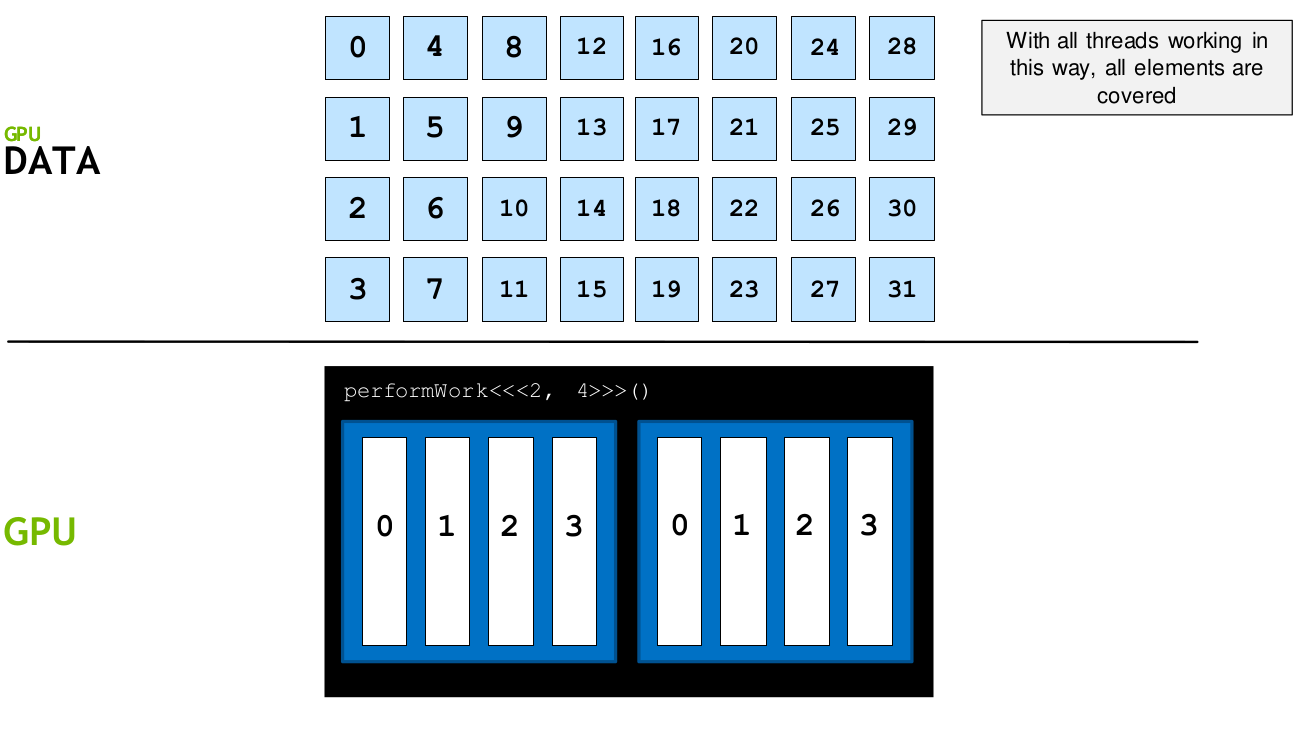 0 4 8 12 16 20 24 28
With all threads working in
this way, all elements are
covered
1 5 9 13 17 21 25 29
GPU
DATA
2 6 10 14 18 22 26 30
3 7 11 15 19 23 27 31
performWork<<<2, 4>>>()
GPU
0 1 2 3 0 1 2 3